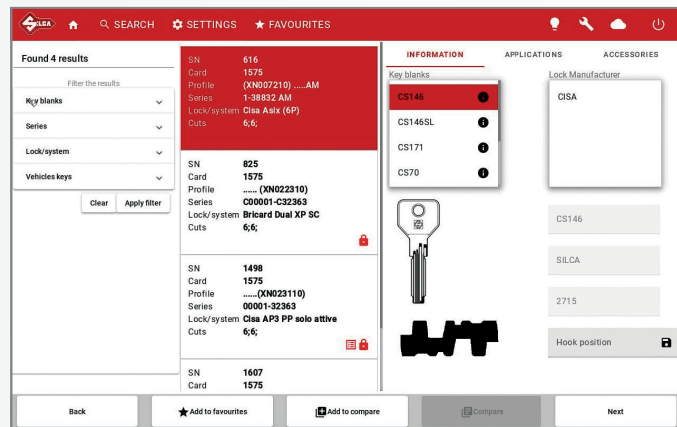 SILCA
SEARCH
SETTINGS
FAVOURITES
Found 4 results
Filter the results
Key blanks
Series
Lock/system
Vehicles keys
Clear
Apply filter
SN 616
Card 1575
Profile (XN007210) .....AM
Series 1-38832 AM
Lock/system Cisa Asix (6P)
Cuts 6;6;
SN 825
Card 1575
Profile ...... (XN022310)
Series C00001-C32363
Lock/system Bricard Dual XP SC
Cuts 6;6;
SN 1498
Card 1575
Profile ......(XN023110)
Series 00001-32363
Lock/system Cisa AP3 PP solo attive
Cuts 6;6;
SN 1607
Card 1575
INFORMATION
APPLICATIONS
ACCESSORIES
Key blanks
CS146
CS146SL
CS171
CS70
Lock Manufacturer
CISA
CS146
SILCA
2715
Hook position
Back
Add to favourites
Add to compare
Compare
Next